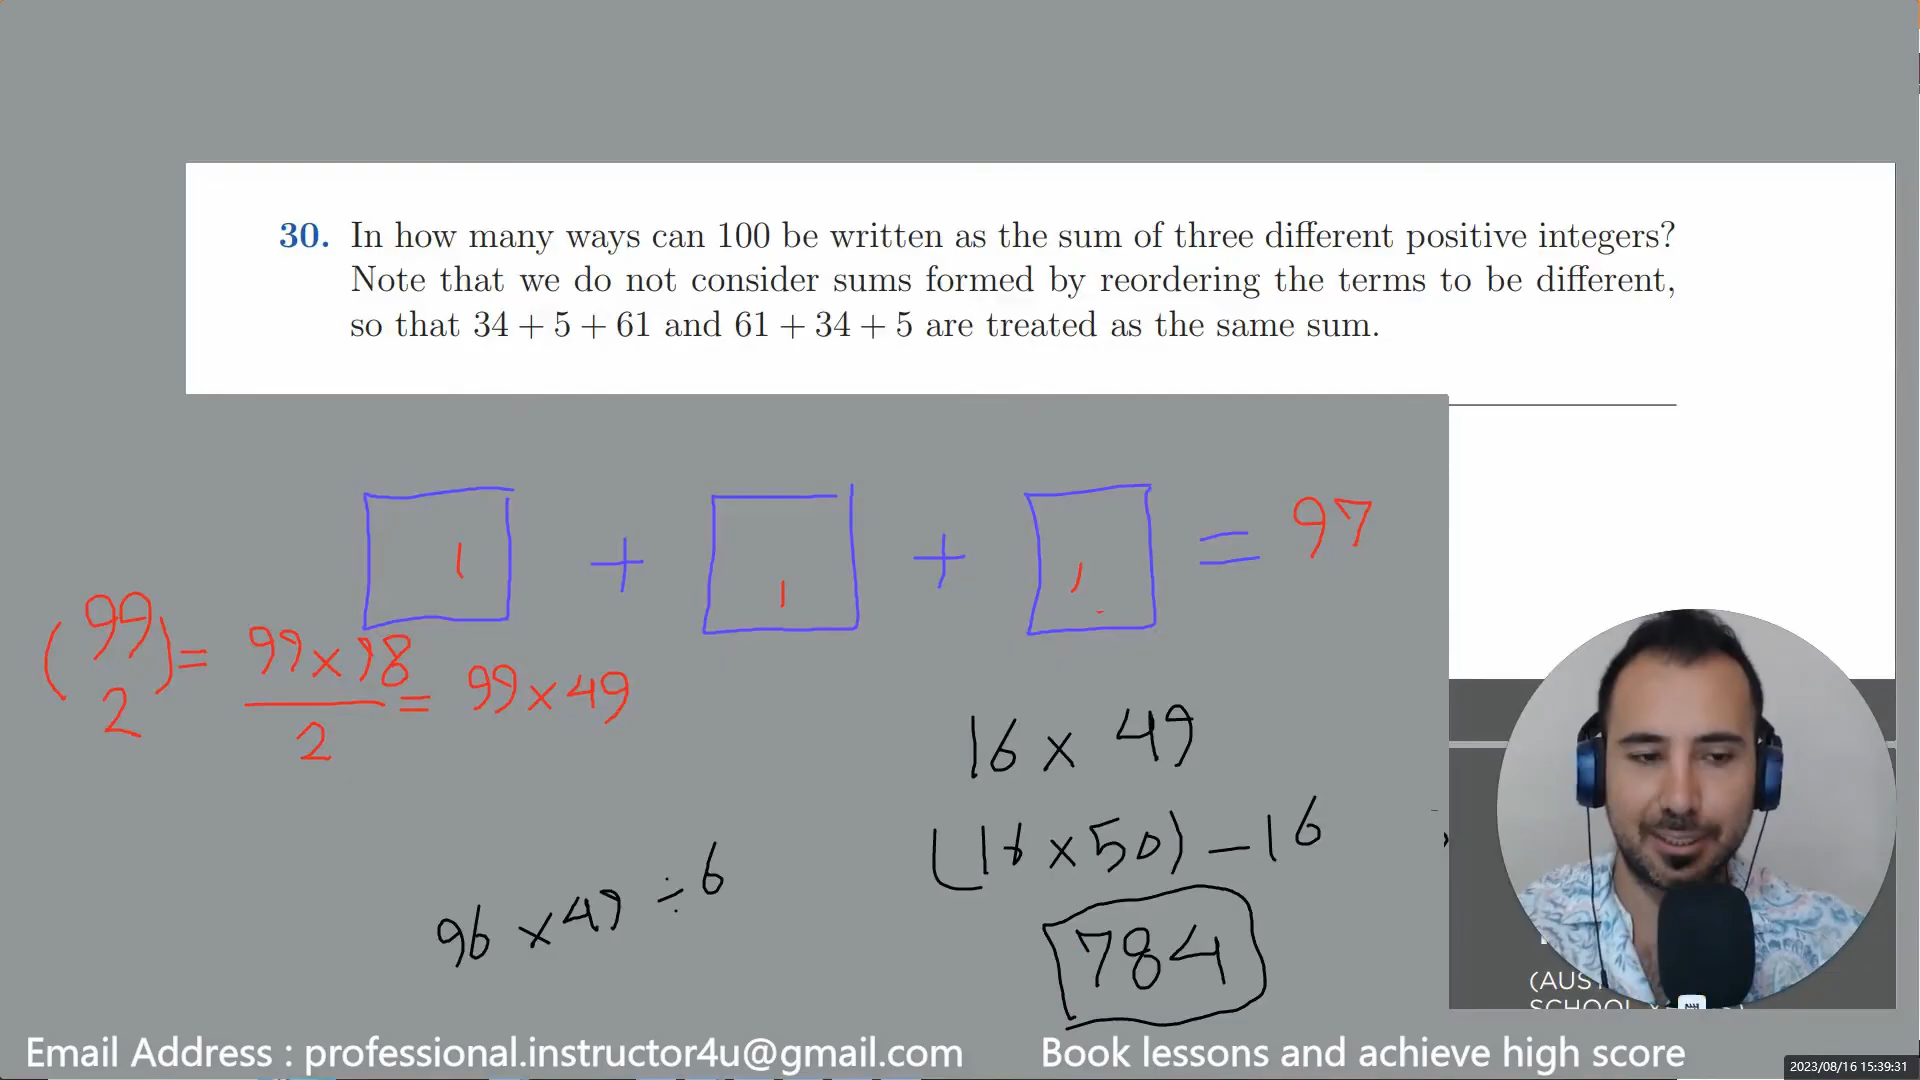 30. In how many ways can 100 be written as the sum of three different positive integers?
Note that we do not consider sums formed by reordering the terms to be different,
so that 34 + 5 + 61 and 61 + 34 + 5 are treated as the same sum.
1 + 1 + 1 = 97
(99 2) = 99 × 98 / 2 = 99 × 49
16 × 49
(16 × 50) – 16
96 × 49 ÷ 6
784
(AUS
SCHOOL
Email Address : professional.instructor4u@gmail.com
Book lessons and achieve high score
2023/08/16 15:39:31